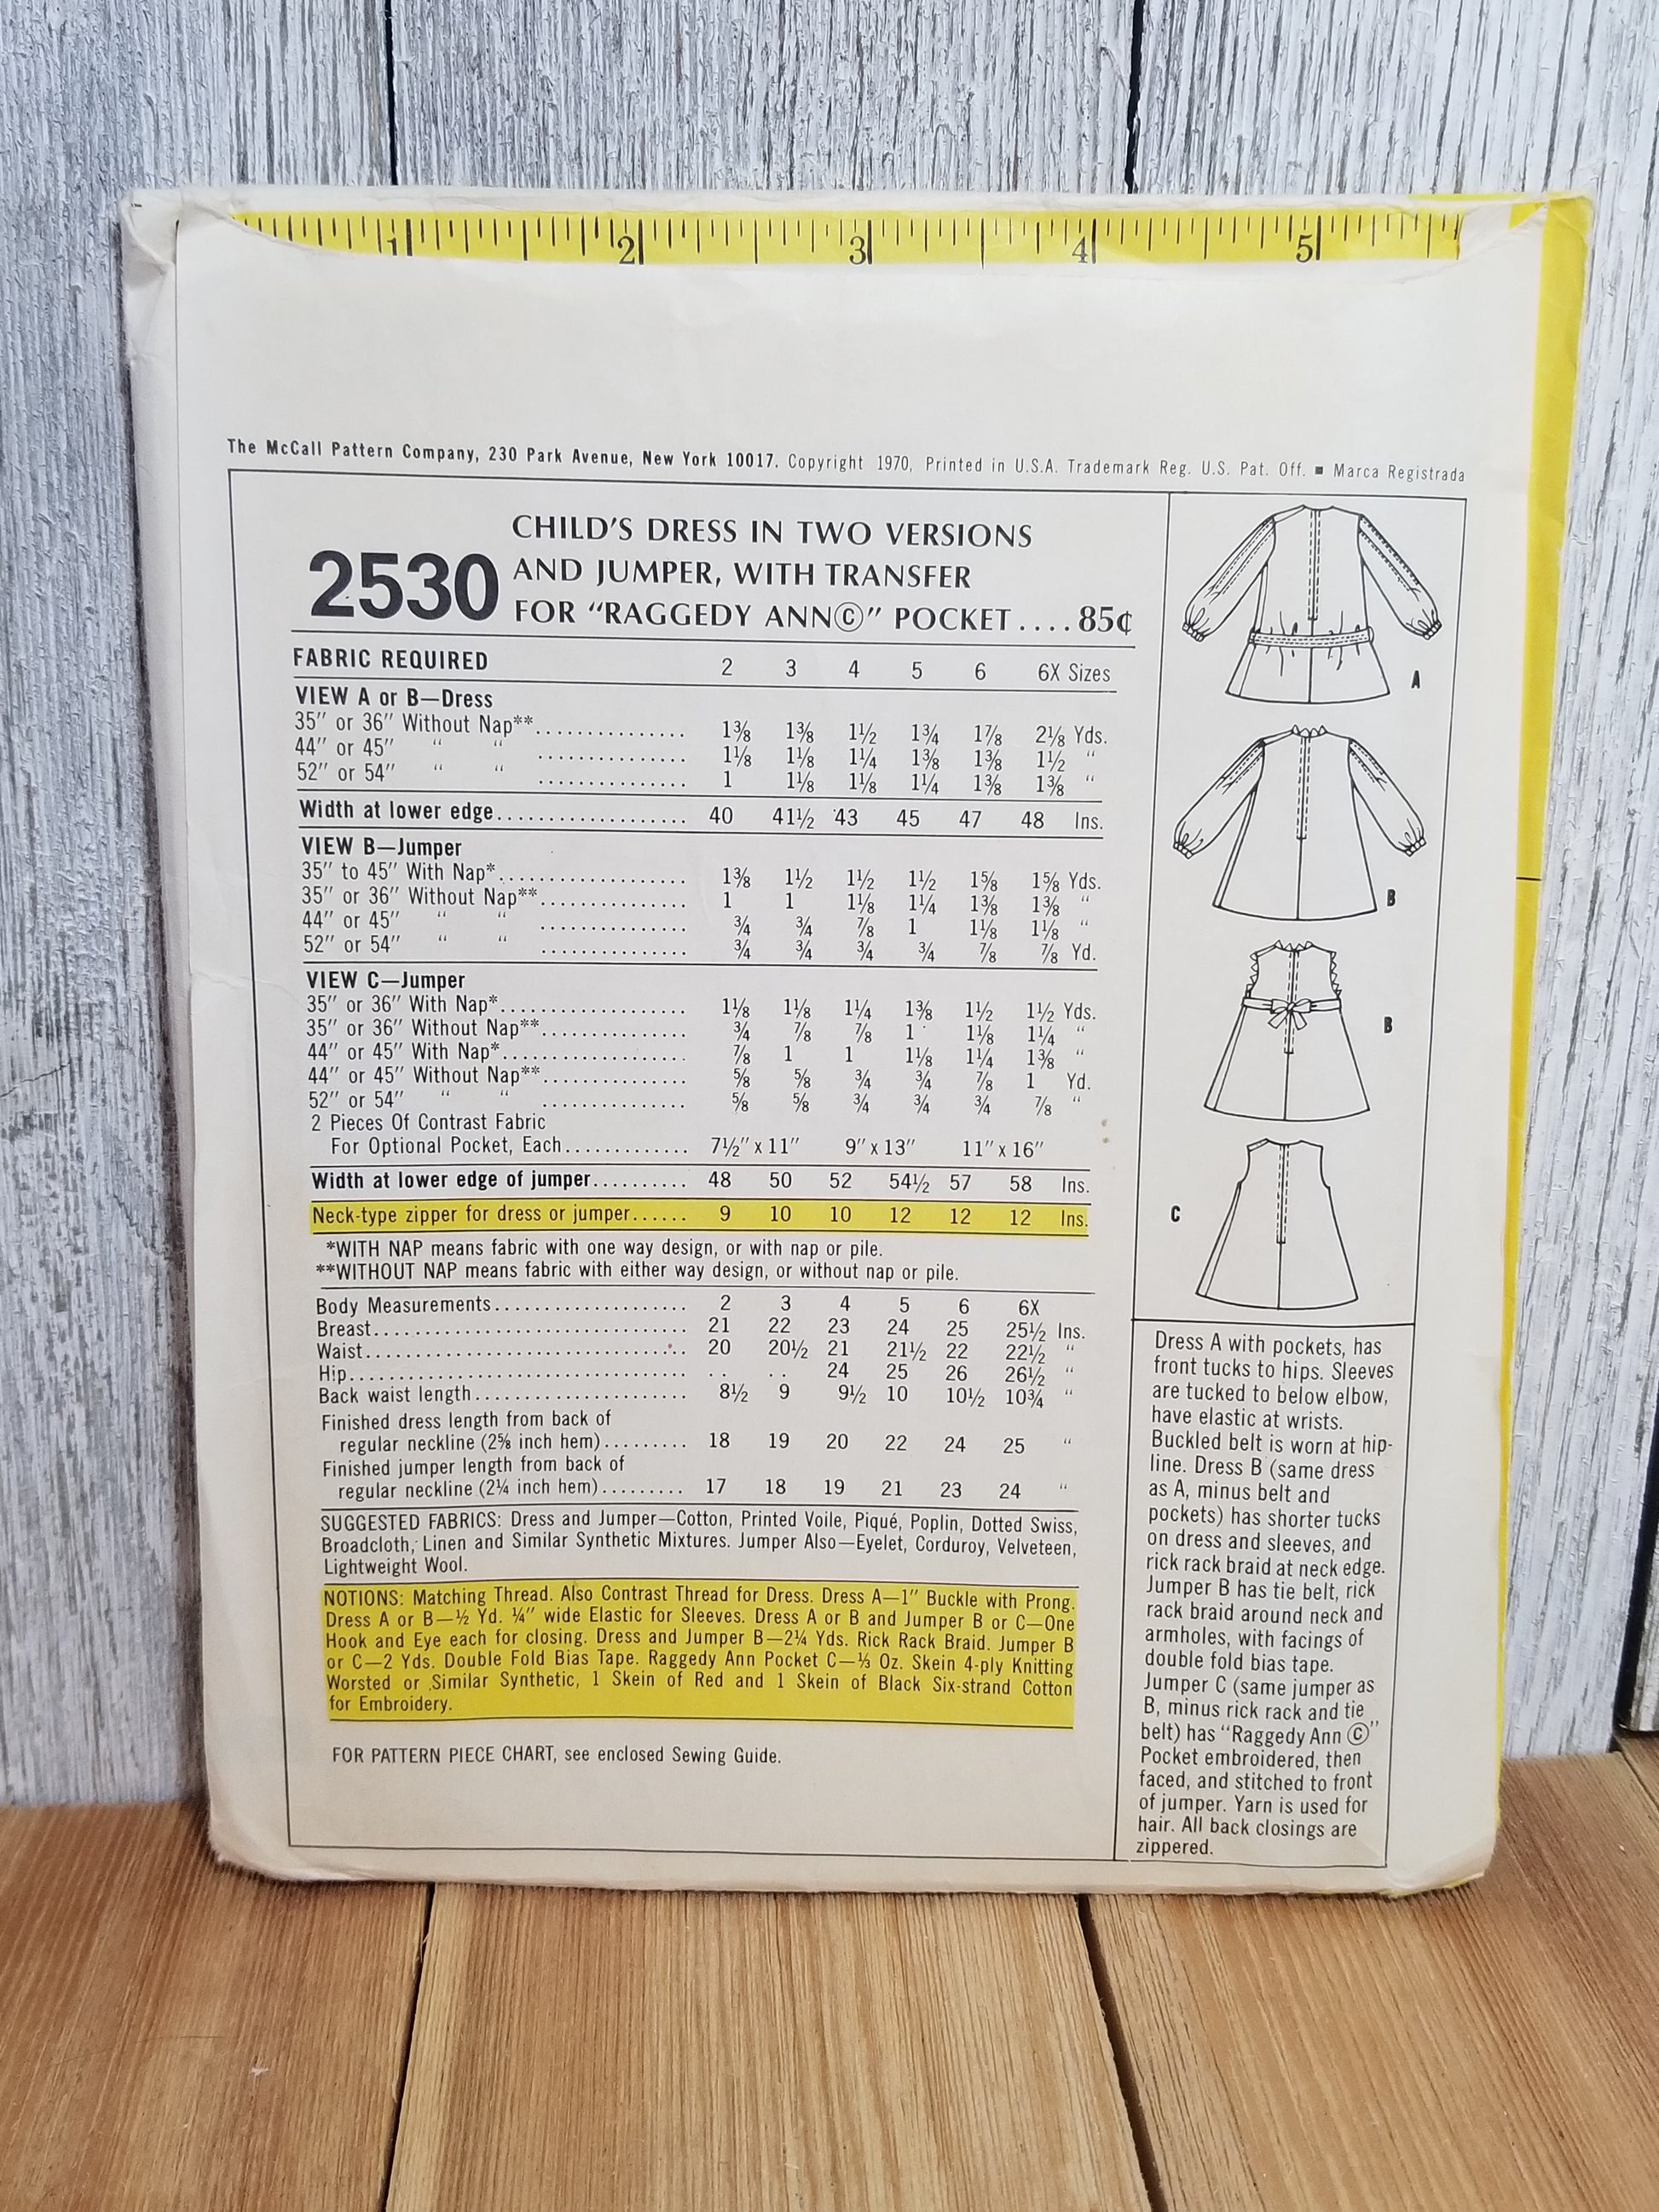 1 2 3 4 5
The McCall Pattern Company, 230 Park Avenue, New York 10017. Copyright 1970, Printed in U.S.A. Trademark Reg. U.S. Pat. Off. ■ Marca Registrada
2530
CHILD'S DRESS IN TWO VERSIONS
AND JUMPER, WITH TRANSFER
FOR “RAGGEDY ANN©” POCKET....85¢
FABRIC REQUIRED 2 3 4 5 6 6X Sizes
VIEW A or B—Dress
35″ or 36″ Without Nap**............... 1⅜ 1⅜ 1½ 1¾ 1⅞ 2⅛ Yds.
44″ or 45″ “ “ ............... 1⅛ 1⅛ 1¼ 1⅜ 1⅜ 1½ “
52″ or 54″ “ “ ............... 1 1⅛ 1⅛ 1¼ 1⅜ 1⅜ “
Width at lower edge................... 40 41½ 43 45 47 48 Ins.
VIEW B—Jumper
35″ to 45″ With Nap*................... 1⅜ 1½ 1½ 1½ 1⅝ 1⅝ Yds.
35″ or 36″ Without Nap**............... 1 1 1⅛ 1¼ 1⅜ 1⅜ “
44″ or 45″ “ “ ............... ¾ ¾ ⅞ 1 1⅛ 1⅛ “
52″ or 54″ “ “ ............... ¾ ¾ ¾ ¾ ⅞ ⅞ Yd.
VIEW C—Jumper
35″ or 36″ With Nap*................... 1⅛ 1⅛ 1¼ 1⅜ 1½ 1½ Yds.
35″ or 36″ Without Nap**............... ¾ ⅞ ⅞ 1 1⅛ 1¼ “
44″ or 45″ With Nap*................... ⅞ 1 1 1⅛ 1¼ 1⅜ “
44″ or 45″ Without Nap**............... ⅝ ⅝ ¾ ¾ ⅞ 1 Yd.
52″ or 54″ “ “ ............... ⅝ ⅝ ¾ ¾ ¾ ⅞ “
2 Pieces Of Contrast Fabric
For Optional Pocket, Each............. 7½″ x 11″ 9″ x 13″ 11″ x 16″
Width at lower edge of jumper.......... 48 50 52 54½ 57 58 Ins.
Neck-type zipper for dress or jumper...... 9 10 10 12 12 12 Ins.
*WITH NAP means fabric with one way design, or with nap or pile.
**WITHOUT NAP means fabric with either way design, or without nap or pile.
Body Measurements.................... 2 3 4 5 6 6X
Breast................................ 21 22 23 24 25 25½ Ins.
Waist................................. 20 20½ 21 21½ 22 22½ “
Hip................................... .. .. 24 25 26 26½ “
Back waist length...................... 8½ 9 9½ 10 10½ 10¾ “
Finished dress length from back of
regular neckline (2⅝ inch hem)......... 18 19 20 22 24 25 “
Finished jumper length from back of
regular neckline (2¼ inch hem)......... 17 18 19 21 23 24 “
SUGGESTED FABRICS: Dress and Jumper—Cotton, Printed Voile, Piqué, Poplin, Dotted Swiss,
Broadcloth, Linen and Similar Synthetic Mixtures. Jumper Also—Eyelet, Corduroy, Velveteen,
Lightweight Wool.
NOTIONS: Matching Thread. Also Contrast Thread for Dress. Dress A—1″ Buckle with Prong.
Dress A or B—½ Yd. ¼″ wide Elastic for Sleeves. Dress A or B and Jumper B or C—One
Hook and Eye each for closing. Dress and Jumper B—2¼ Yds. Rick Rack Braid. Jumper B
or C—2 Yds. Double Fold Bias Tape. Raggedy Ann Pocket C—⅓ Oz. Skein 4-ply Knitting
Worsted or Similar Synthetic, 1 Skein of Red and 1 Skein of Black Six-strand Cotton
for Embroidery.
FOR PATTERN PIECE CHART, see enclosed Sewing Guide.
A
B
B
C
Dress A with pockets, has
front tucks to hips. Sleeves
are tucked to below elbow,
have elastic at wrists.
Buckled belt is worn at hip-
line. Dress B (same dress
as A, minus belt and
pockets) has shorter tucks
on dress and sleeves, and
rick rack braid at neck edge.
Jumper B has tie belt, rick
rack braid around neck and
armholes, with facings of
double fold bias tape.
Jumper C (same jumper as
B, minus rick rack and tie
belt) has “Raggedy Ann ©”
Pocket embroidered, then
faced, and stitched to front
of jumper. Yarn is used for
hair. All back closings are
zippered.